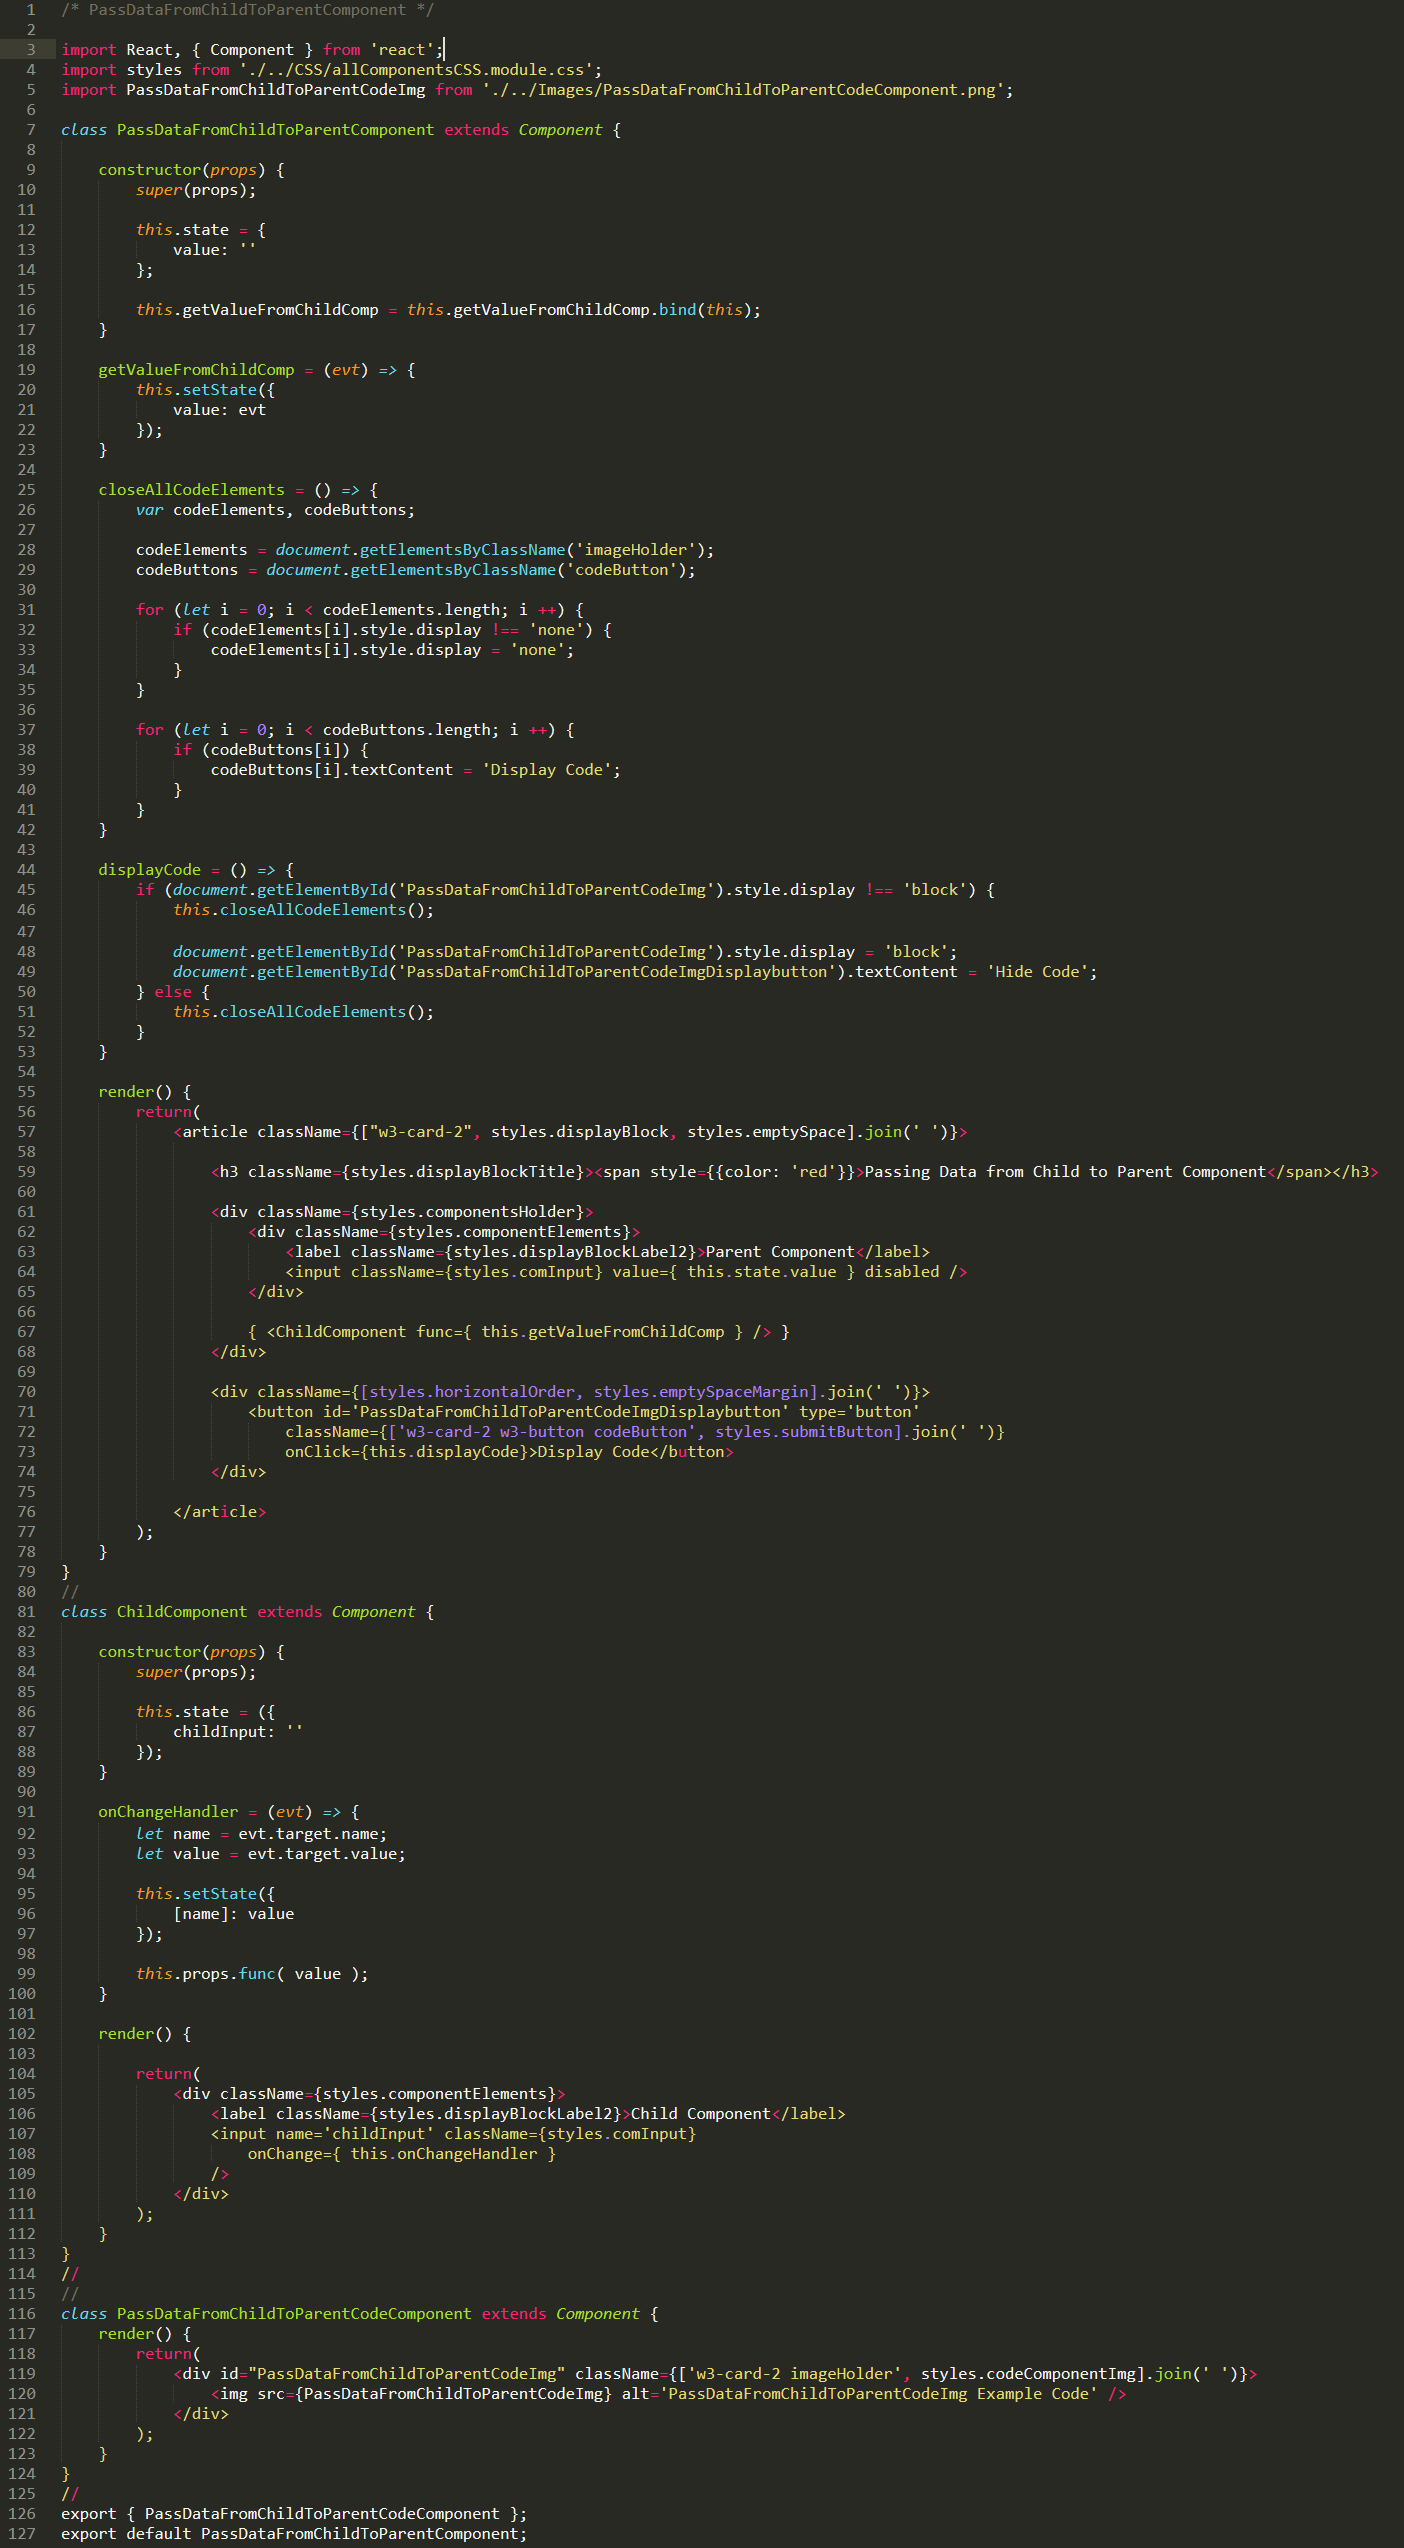 1 /* PassDataFromChildToParentComponent */
2
3 import React, { Component } from 'react';
4 import styles from './../CSS/allComponentsCSS.module.css';
5 import PassDataFromChildToParentCodeImg from './../Images/PassDataFromChildToParentCodeComponent.png';
6
7 class PassDataFromChildToParentComponent extends Component {
8
9     constructor(props) {
10         super(props);
11
12         this.state = {
13             value: ''
14         };
15
16         this.getValueFromChildComp = this.getValueFromChildComp.bind(this);
17     }
18
19     getValueFromChildComp = (evt) => {
20         this.setState({
21             value: evt
22         });
23     }
24
25     closeAllCodeElements = () => {
26         var codeElements, codeButtons;
27
28         codeElements = document.getElementsByClassName('imageHolder');
29         codeButtons = document.getElementsByClassName('codeButton');
30
31         for (let i = 0; i < codeElements.length; i ++) {
32             if (codeElements[i].style.display !== 'none') {
33                 codeElements[i].style.display = 'none';
34             }
35         }
36
37         for (let i = 0; i < codeButtons.length; i ++) {
38             if (codeButtons[i]) {
39                 codeButtons[i].textContent = 'Display Code';
40             }
41         }
42     }
43
44     displayCode = () => {
45         if (document.getElementById('PassDataFromChildToParentCodeImg').style.display !== 'block') {
46             this.closeAllCodeElements();
47
48             document.getElementById('PassDataFromChildToParentCodeImg').style.display = 'block';
49             document.getElementById('PassDataFromChildToParentCodeImgDisplaybutton').textContent = 'Hide Code';
50         } else {
51             this.closeAllCodeElements();
52         }
53     }
54
55     render() {
56         return(
57             <article className={["w3-card-2", styles.displayBlock, styles.emptySpace].join(' ')}>
58
59                 <h3 className={styles.displayBlockTitle}><span style={{color: 'red'}}>Passing Data from Child to Parent Component</span></h3>
60
61                 <div className={styles.componentsHolder}>
62                     <div className={styles.componentElements}>
63                         <label className={styles.displayBlockLabel2}>Parent Component</label>
64                         <input className={styles.comInput} value={ this.state.value } disabled />
65                     </div>
66
67                     { <ChildComponent func={ this.getValueFromChildComp } /> }
68                 </div>
69
70                 <div className={[styles.horizontalOrder, styles.emptySpaceMargin].join(' ')}>
71                     <button id='PassDataFromChildToParentCodeImgDisplaybutton' type='button'
72                         className={['w3-card-2 w3-button codeButton', styles.submitButton].join(' ')}
73                         onClick={this.displayCode}>Display Code</button>
74                 </div>
75
76             </article>
77         );
78     }
79 }
80 //
81 class ChildComponent extends Component {
82
83     constructor(props) {
84         super(props);
85
86         this.state = ({
87             childInput: ''
88         });
89     }
90
91     onChangeHandler = (evt) => {
92         let name = evt.target.name;
93         let value = evt.target.value;
94
95         this.setState({
96             [name]: value
97         });
98
99         this.props.func( value );
100     }
101
102     render() {
103
104         return(
105             <div className={styles.componentElements}>
106                 <label className={styles.displayBlockLabel2}>Child Component</label>
107                 <input name='childInput' className={styles.comInput}
108                     onChange={ this.onChangeHandler }
109                 />
110             </div>
111         );
112     }
113 }
114 //
115 //
116 class PassDataFromChildToParentCodeComponent extends Component {
117     render() {
118         return(
119             <div id="PassDataFromChildToParentCodeImg" className={['w3-card-2 imageHolder', styles.codeComponentImg].join(' ')}>
120                 <img src={PassDataFromChildToParentCodeImg} alt='PassDataFromChildToParentCodeImg Example Code' />
121             </div>
122         );
123     }
124 }
125 //
126 export { PassDataFromChildToParentCodeComponent };
127 export default PassDataFromChildToParentComponent;